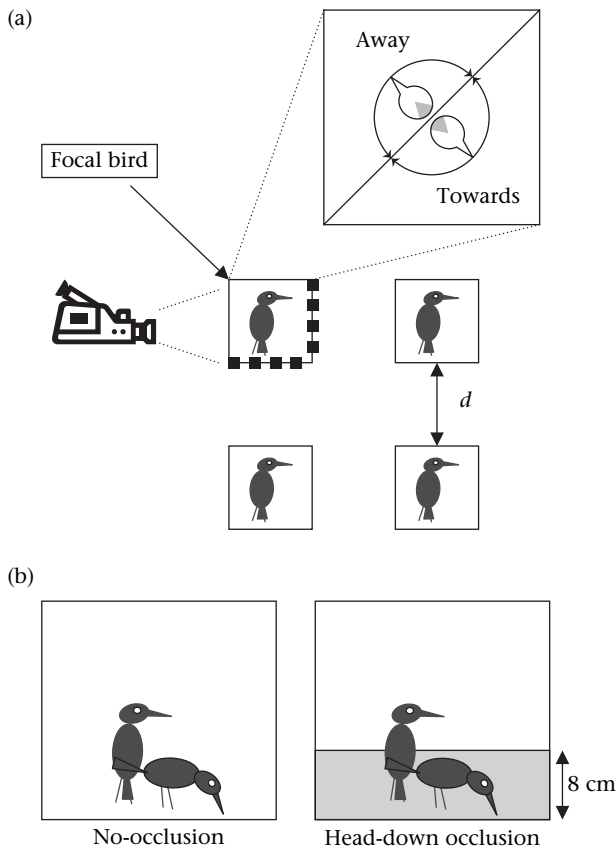 (a)
Away
Towards
Focal bird
d
(b)
8 cm
No-occlusion
Head-down occlusion